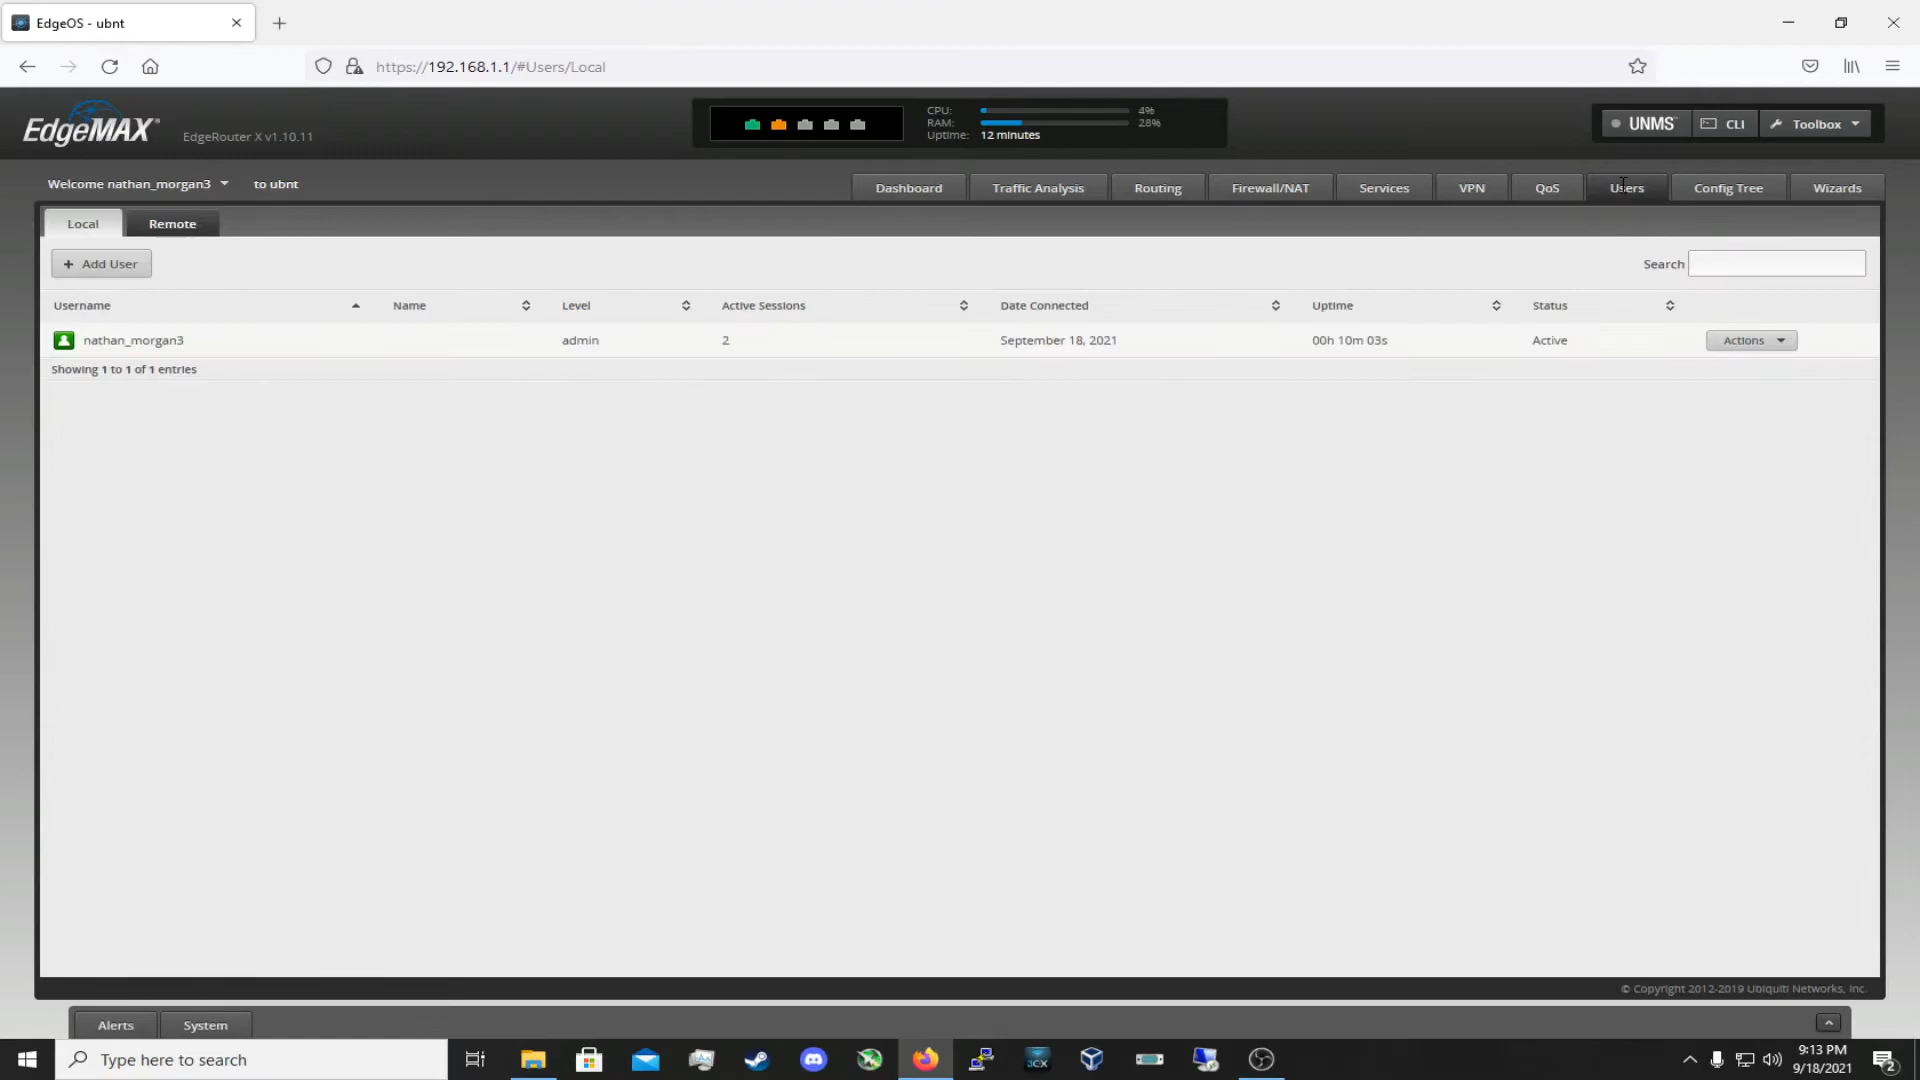 EdgeOS - ubnt
https://192.168.1.1/#Users/Local
EdgeMAX
EdgeRouter X v1.10.11
CPU: 4%
RAM: 28%
Uptime: 12 minutes
UNMS
CLI
Toolbox
Welcome nathan_morgan3 to ubnt
Dashboard Traffic Analysis Routing Firewall/NAT Services VPN QoS Users Config Tree Wizards
Local Remote
+ Add User
Search
Username Name Level Active Sessions Date Connected Uptime Status
nathan_morgan3 admin 2 September 18, 2021 00h 10m 03s Active Actions
Showing 1 to 1 of 1 entries
© Copyright 2012-2019 Ubiquiti Networks, Inc.
Alerts System
Type here to search
3CX
9:13 PM
9/18/2021
2